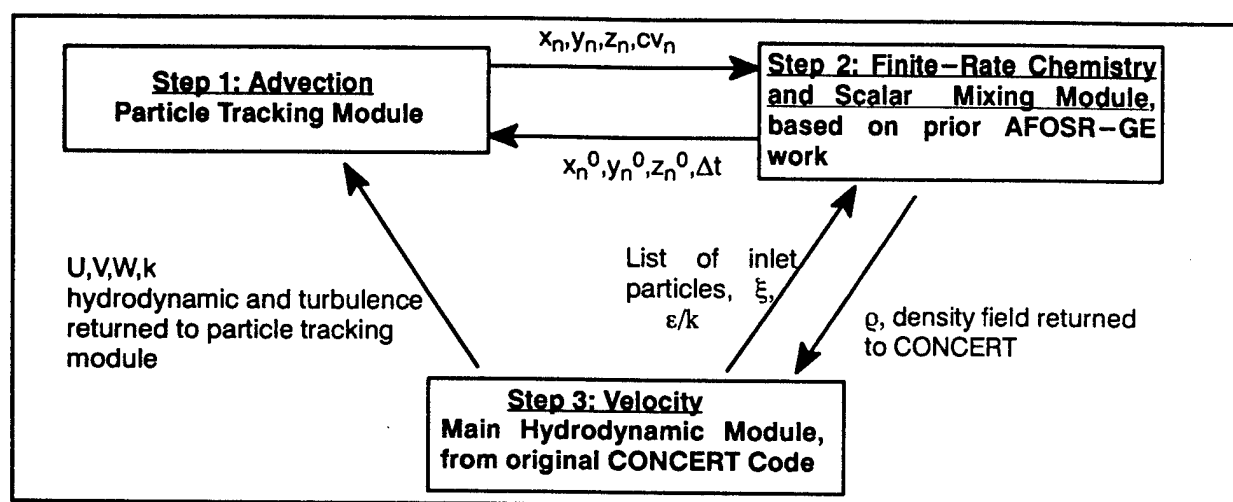 xₙ,yₙ,zₙ,cvₙ
Step 1: Advection
Particle Tracking Module
Step 2: Finite–Rate Chemistry
and Scalar Mixing Module,
based on prior AFOSR–GE
work
xₙ⁰,yₙ⁰,zₙ⁰,Δt
U,V,W,k
hydrodynamic and turbulence
returned to particle tracking
module
List of inlet
particles, ξ,
ε/k
ϱ, density field returned
to CONCERT
Step 3: Velocity
Main Hydrodynamic Module,
from original CONCERT Code